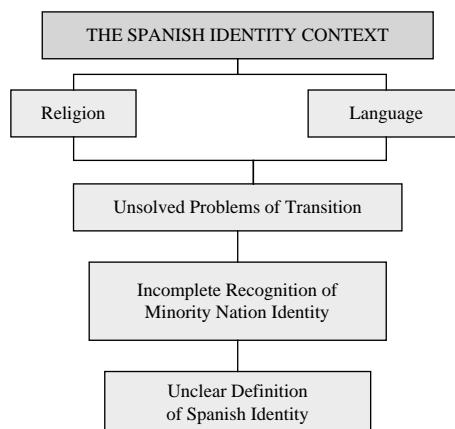 THE SPANISH IDENTITY CONTEXT
Religion
Language
Unsolved Problems of Transition
Incomplete Recognition of
Minority Nation Identity
Unclear Definition
of Spanish Identity